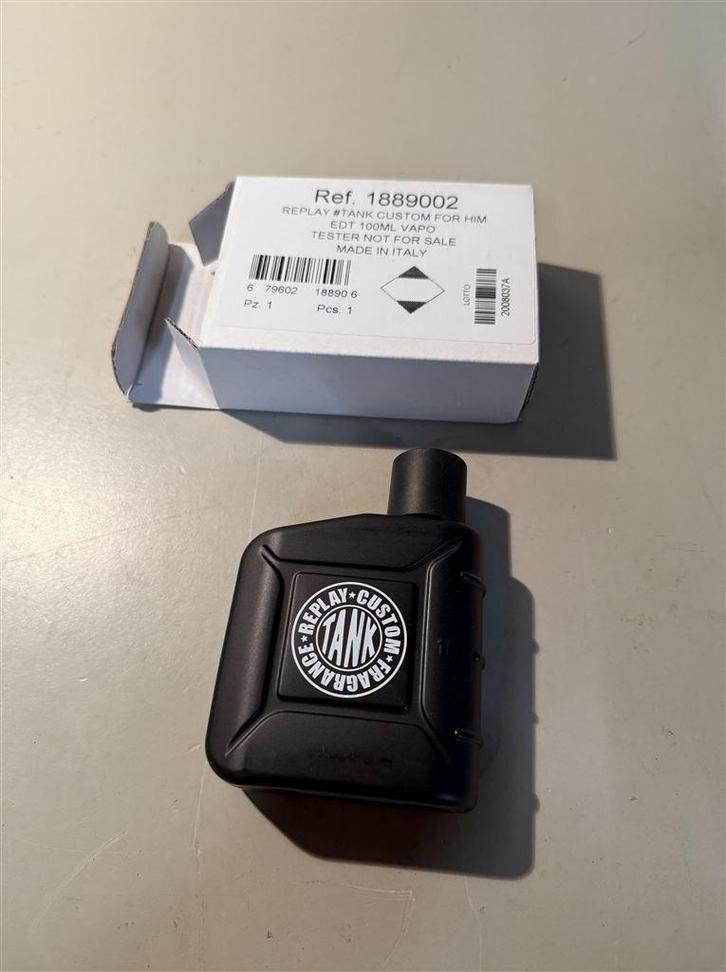 Ref. 1889002
REPLAY #TANK CUSTOM FOR HIM
EDT 100ML VAPO
TESTER NOT FOR SALE
MADE IN ITALY
6 79602 18890 6
Pz. 1 Pcs. 1
LOTTO
2008037A
REPLAY★CUSTOM★FRAGRANCE★
TANK